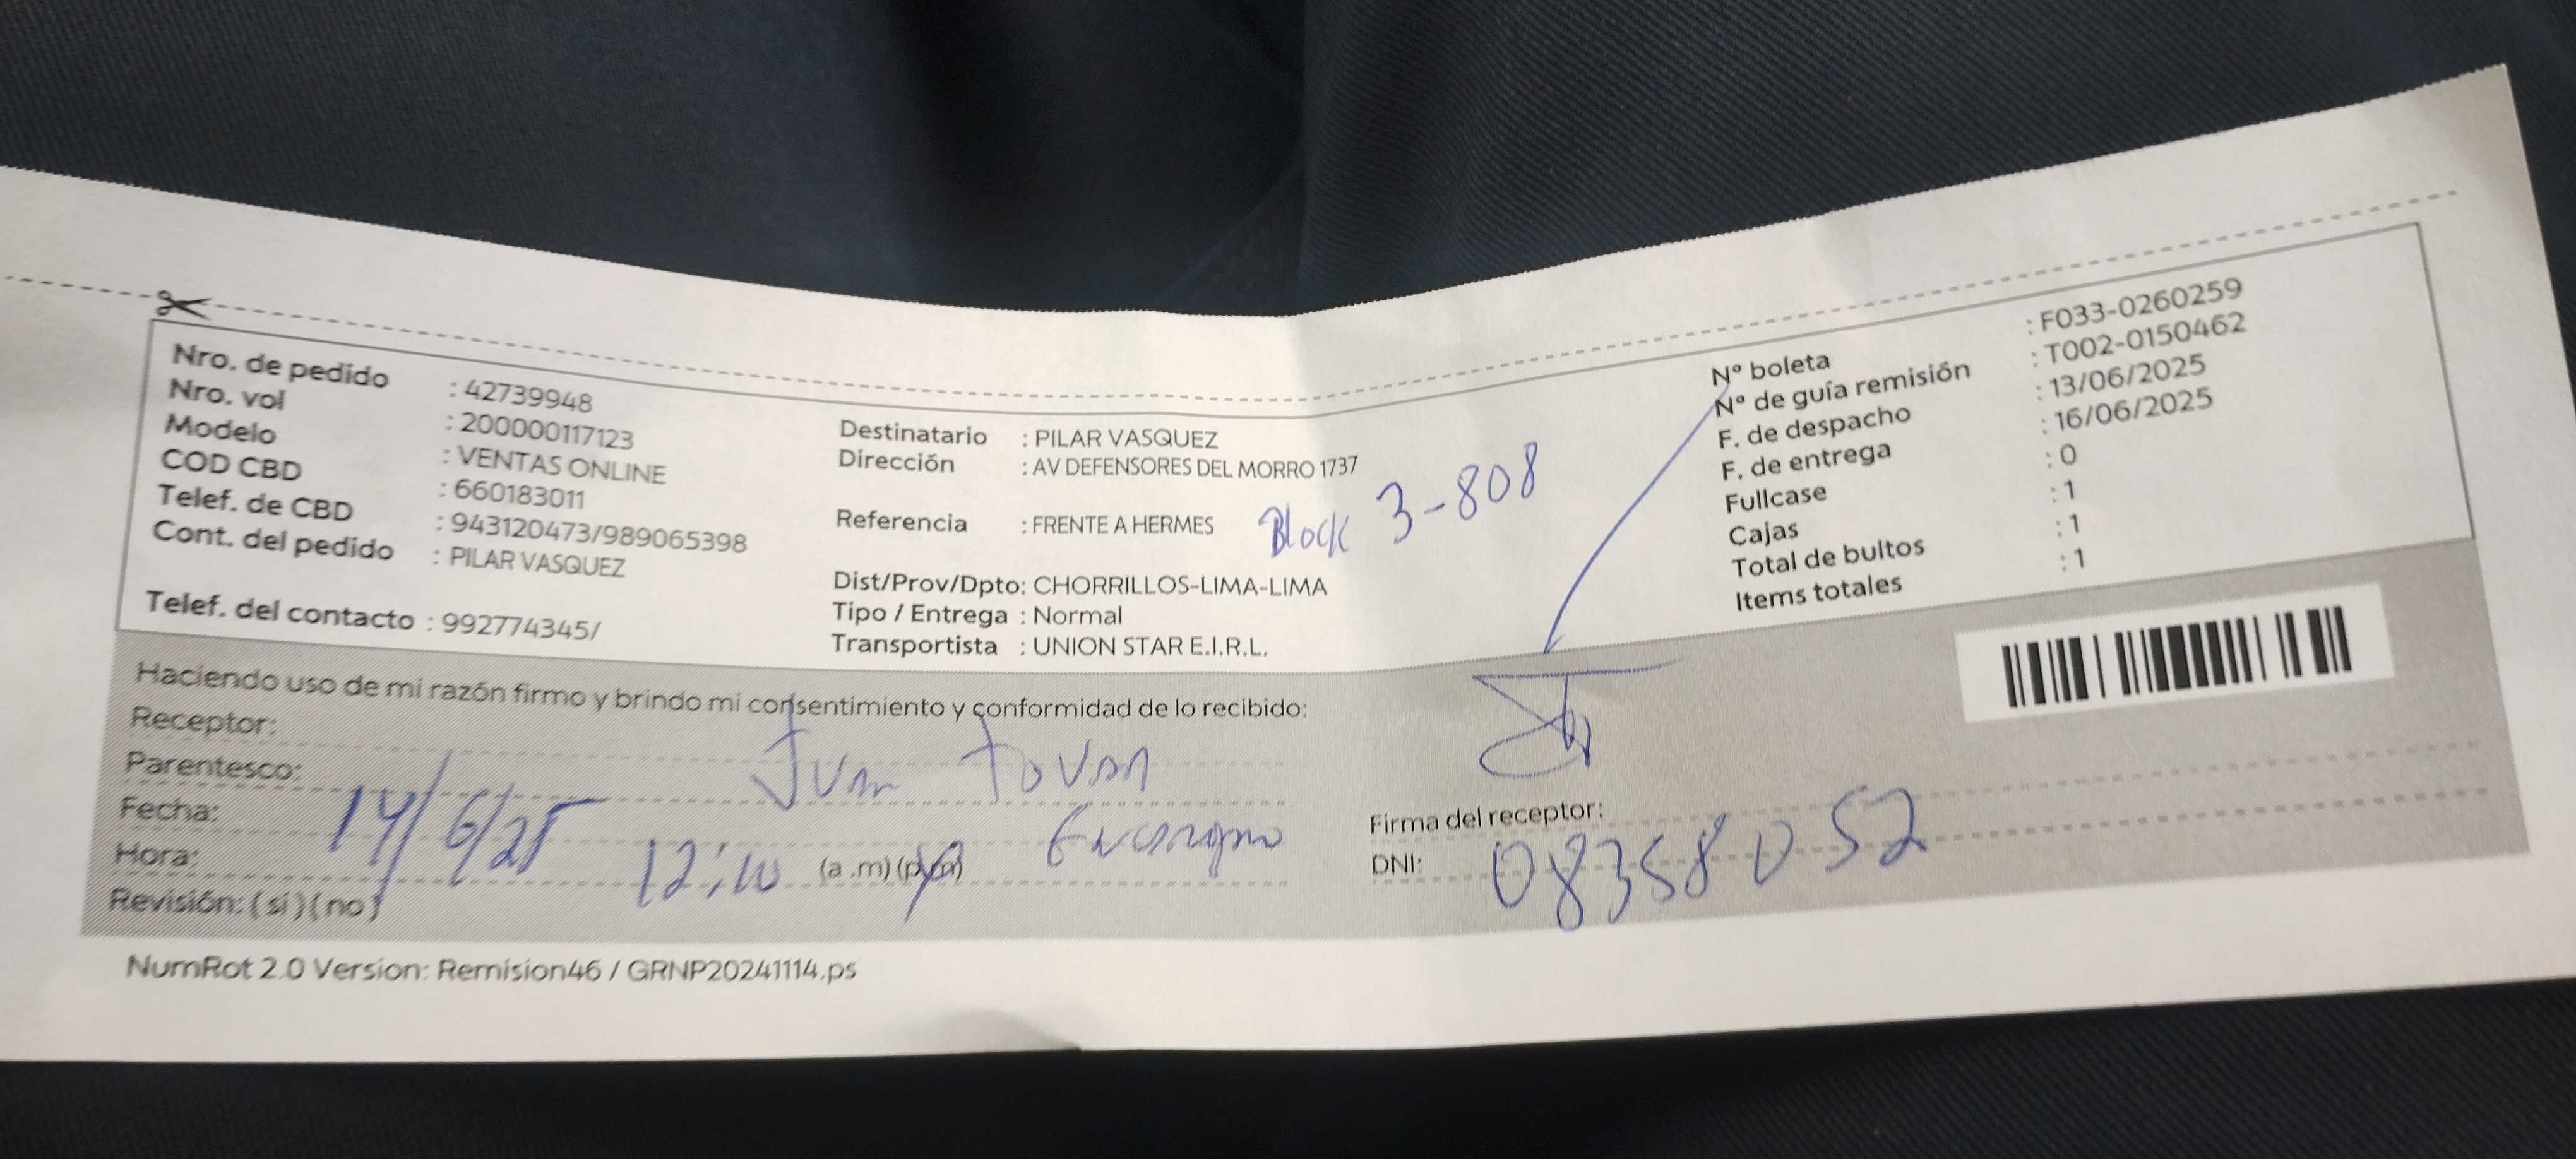 Nro. de pedido : 42739948
Nro. vol : 200000117123
Modelo : VENTAS ONLINE
COD CBD : 660183011
Telef. de CBD : 943120473/989065398
Cont. del pedido : PILAR VASQUEZ
Telef. del contacto : 992774345/
Destinatario : PILAR VASQUEZ
Dirección : AV DEFENSORES DEL MORRO 1737
Referencia : FRENTE A HERMES Block 3-808
Dist/Prov/Dpto: CHORRILLOS-LIMA-LIMA
Tipo / Entrega : Normal
Transportista : UNION STAR E.I.R.L.
Nº boleta : F033-0260259
Nº de guía remisión : T002-0150462
F. de despacho : 13/06/2025
F. de entrega : 16/06/2025
Fullcase : 0
Cajas : 1
Total de bultos : 1
Items totales : 1
Haciendo uso de mi razón firmo y brindo mi consentimiento y conformidad de lo recibido:
Receptor: Juan
Parentesco:
Fecha: 14/6/25
Hora: 12:10 (a .m) (p.m)
Revisión: ( si ) ( no )
Firma del receptor:
DNI: 08358052
NumRot 2.0 Version: Remision46 / GRNP20241114.ps